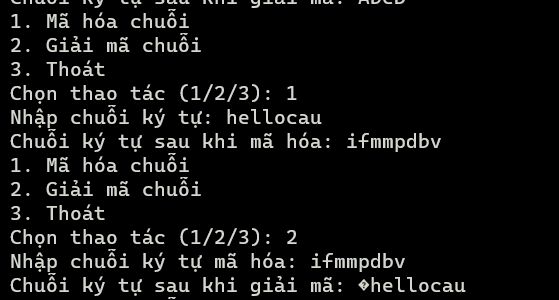 Chuỗi ký tự sau khi giải mã: ABCD
1. Mã hóa chuỗi
2. Giải mã chuỗi
3. Thoát
Chọn thao tác (1/2/3): 1
Nhập chuỗi ký tự: hellocau
Chuỗi ký tự sau khi mã hóa: ifmmpdbv
1. Mã hóa chuỗi
2. Giải mã chuỗi
3. Thoát
Chọn thao tác (1/2/3): 2
Nhập chuỗi ký tự mã hóa: ifmmpdbv
Chuỗi ký tự sau khi giải mã: �hellocau